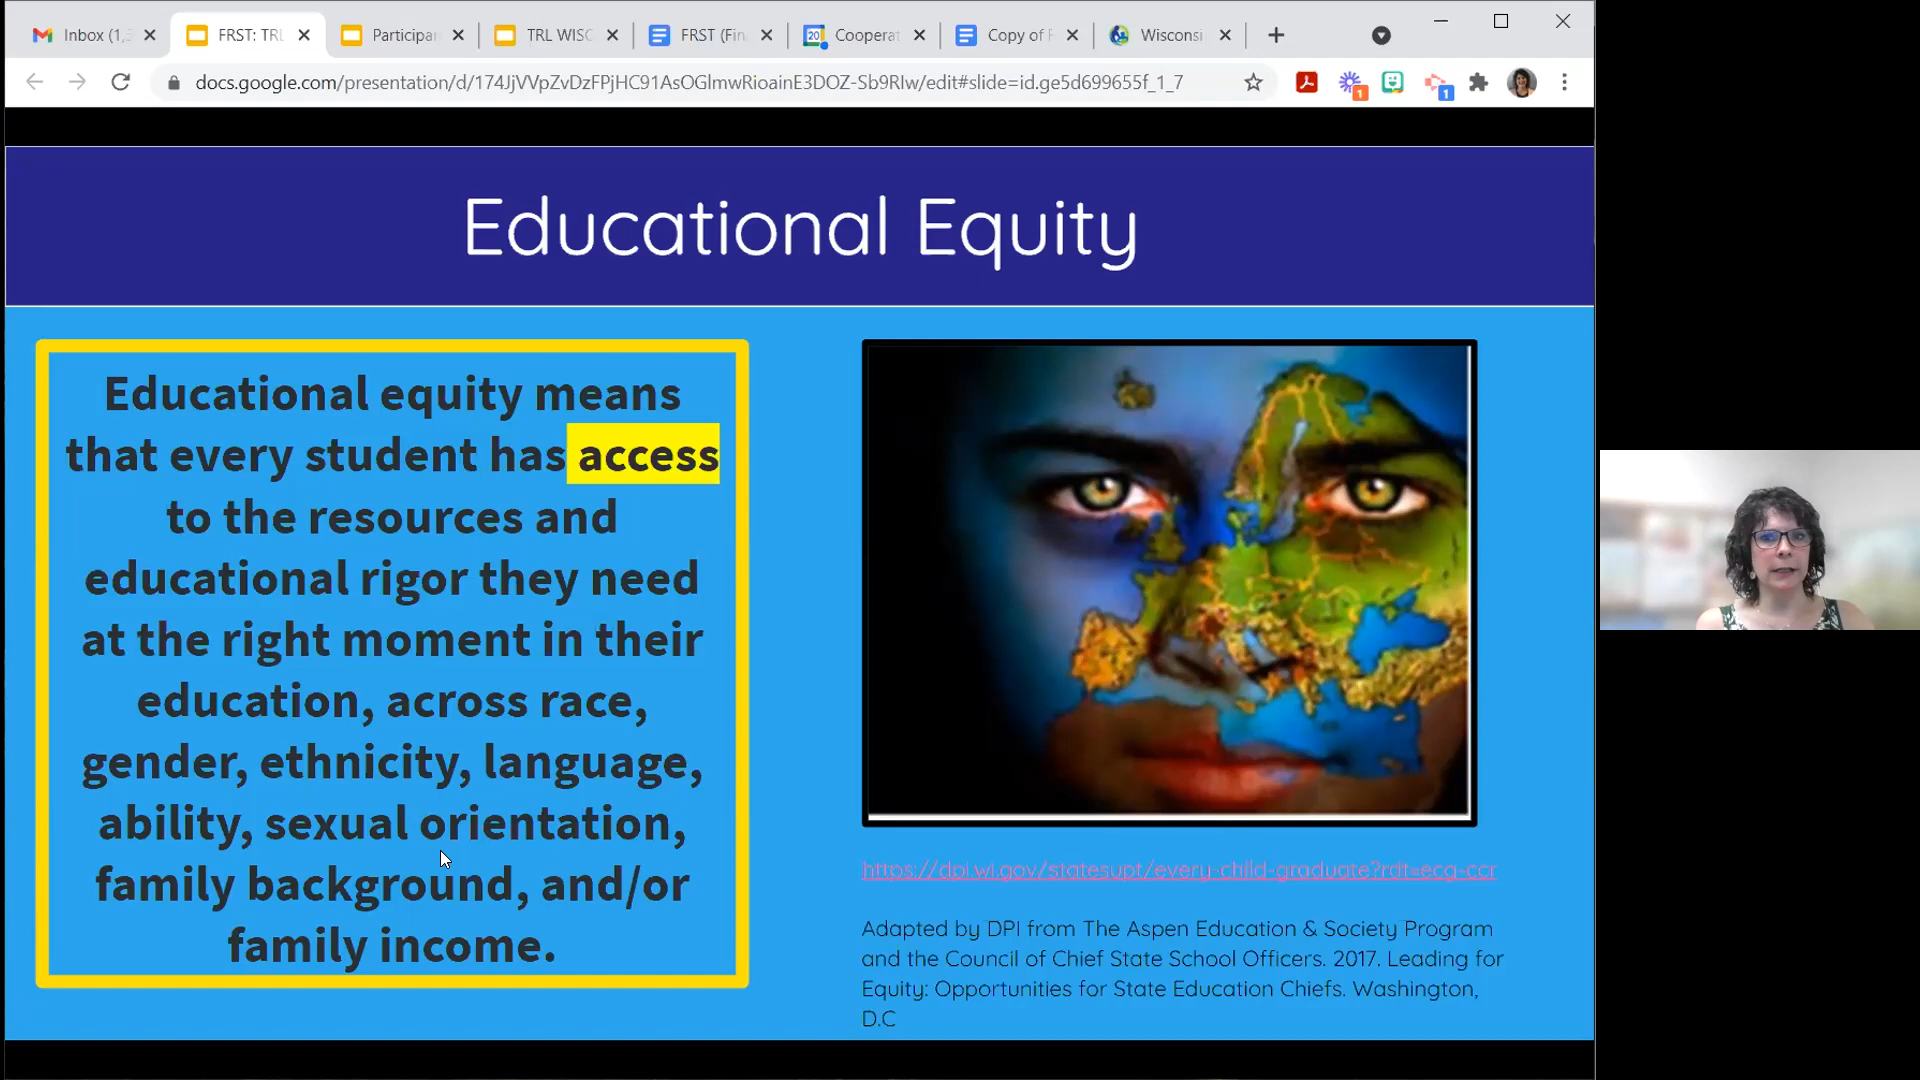 Inbox (1,
FRST: TRL
Participan
TRL WISC
FRST (Fin
Cooperat
Copy of F
Wisconsi
docs.google.com/presentation/d/174JjVVpZvDzFPjHC91AsOGlmwRioainE3DOZ-Sb9RIw/edit#slide=id.ge5d699655f_1_7
Educational Equity
Educational equity means
that every student has access
to the resources and
educational rigor they need
at the right moment in their
education, across race,
gender, ethnicity, language,
ability, sexual orientation,
family background, and/or
family income.
https://dpi.wi.gov/statesupt/every-child-graduate?rdt=ecg-ccr
Adapted by DPI from The Aspen Education & Society Program
and the Council of Chief State School Officers. 2017. Leading for
Equity: Opportunities for State Education Chiefs. Washington,
D.C